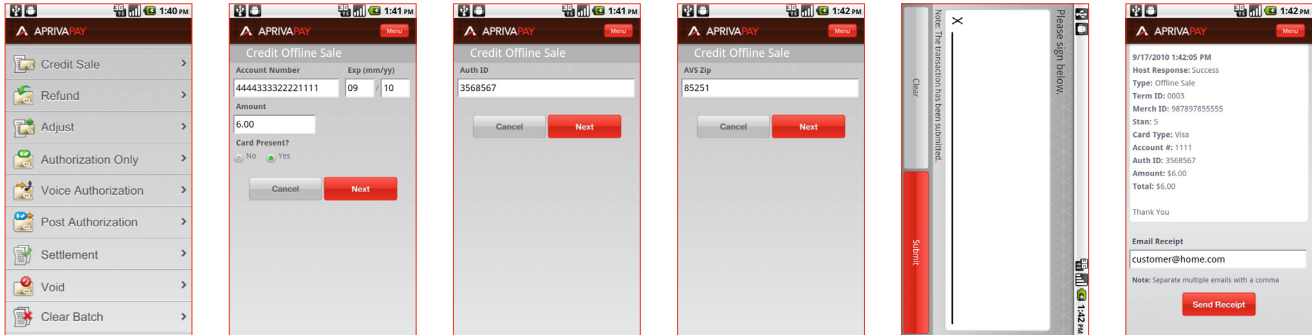 1:40 PM
APRIVAPAY
Credit Sale
Refund
Adjust
Authorization Only
Voice Authorization
Post Authorization
Settlement
Void
Clear Batch
1:41 PM
APRIVAPAY
Menu
Credit Offline Sale
Account Number Exp (mm/yy)
4444333322221111 09 / 10
Amount
6.00
Card Present?
No Yes
Cancel Next
1:41 PM
APRIVAPAY
Menu
Credit Offline Sale
Auth ID
3568567
Cancel Next
1:42 PM
APRIVAPAY
Menu
Credit Offline Sale
AVS Zip
85251
Cancel Next
1:42 PM
Please sign below.
X
Note: The transaction has been submitted.
Clear Submit
1:42 PM
APRIVAPAY
Menu
9/17/2010 1:42:05 PM
Host Response: Success
Type: Offline Sale
Term ID: 0003
Merch ID: 987897855555
Stan: 5
Card Type: Visa
Account #: 1111
Auth ID: 3568567
Amount: $6.00
Total: $6.00
Thank You
Email Receipt
customer@home.com
Note: Separate multiple emails with a comma
Send Receipt